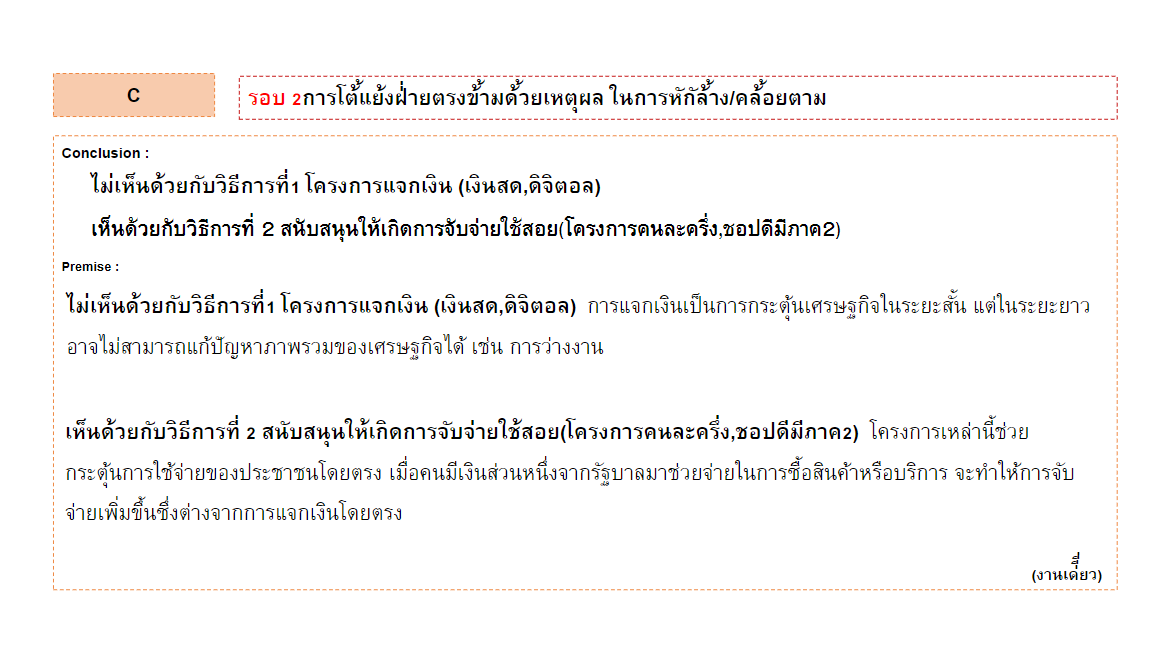 C
รอบ 2การโต้แย้งฝ่ายตรงข้ามด้วยเหตุผล ในการหักล้าง/คล้อยตาม
Conclusion :
ไม่เห็นด้วยกับวิธีการที่1 โครงการแจกเงิน (เงินสด,ดิจิตอล)
เห็นด้วยกับวิธีการที่ 2 สนับสนุนให้เกิดการจับจ่ายใช้สอย(โครงการคนละครึ่ง,ชอปดีมีภาค2)
Premise :
ไม่เห็นด้วยกับวิธีการที่1 โครงการแจกเงิน (เงินสด,ดิจิตอล) การแจกเงินเป็นการกระตุ้นเศรษฐกิจในระยะสั้น แต่ในระยะยาว
อาจไม่สามารถแก้ปัญหาภาพรวมของเศรษฐกิจได้ เช่น การว่างงาน
เห็นด้วยกับวิธีการที่ 2 สนับสนุนให้เกิดการจับจ่ายใช้สอย(โครงการคนละครึ่ง,ชอปดีมีภาค2) โครงการเหล่านี้ช่วย
กระตุ้นการใช้จ่ายของประชาชนโดยตรง เมื่อคนมีเงินส่วนหนึ่งจากรัฐบาลมาช่วยจ่ายในการซื้อสินค้าหรือบริการ จะทำให้การจับ
จ่ายเพิ่มขึ้นซึ่งต่างจากการแจกเงินโดยตรง
(งานเดี่ยว)